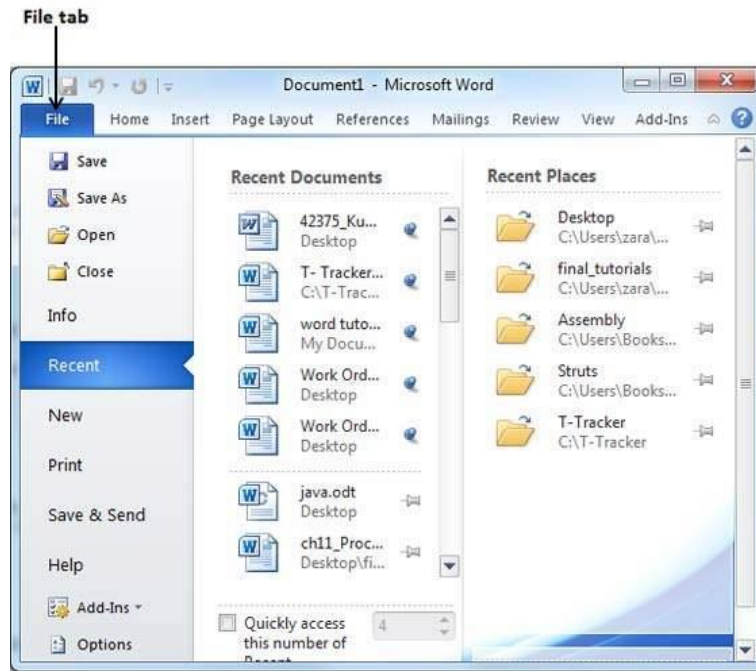 File tab
Document1 - Microsoft Word
File Home Insert Page Layout References Mailings Review View Add-Ins
Save
Save As
Open
Close
Info
Recent
New
Print
Save & Send
Help
Add-Ins
Options
Recent Documents
42375_Ku...
Desktop
T- Tracker...
C:\T-Trac...
word tuto...
My Docu...
Work Ord...
Desktop
Work Ord...
Desktop
java.odt
Desktop
ch11_Proc...
Desktop\fi...
Quickly access
this number of
4
Recent Places
Desktop
C:\Users\zara\...
final_tutorials
C:\Users\zara\...
Assembly
C:\Users\Books...
Struts
C:\Users\Books...
T-Tracker
C:\T-Tracker